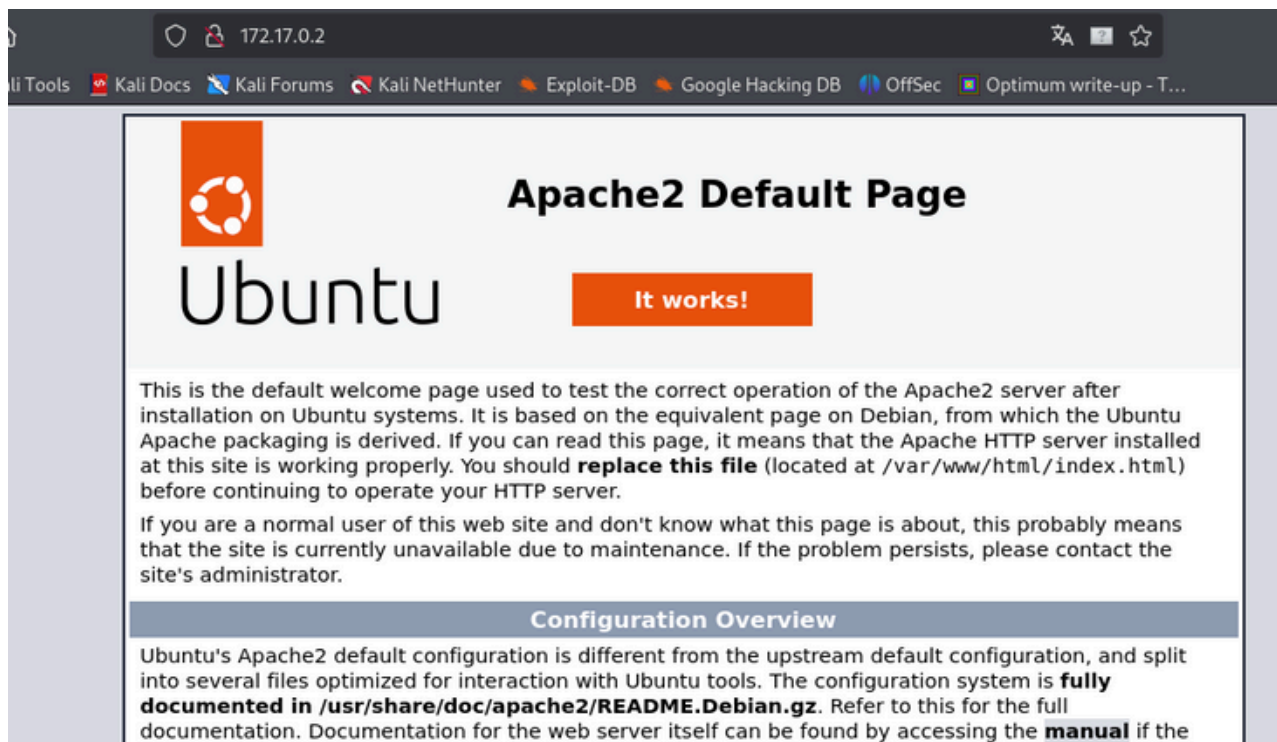 172.17.0.2
Kali Docs Kali Forums Kali NetHunter Exploit-DB Google Hacking DB OffSec Optimum write-up - T...
Apache2 Default Page
Ubuntu
It works!
This is the default welcome page used to test the correct operation of the Apache2 server after
installation on Ubuntu systems. It is based on the equivalent page on Debian, from which the Ubuntu
Apache packaging is derived. If you can read this page, it means that the Apache HTTP server installed
at this site is working properly. You should replace this file (located at /var/www/html/index.html)
before continuing to operate your HTTP server.
If you are a normal user of this web site and don't know what this page is about, this probably means
that the site is currently unavailable due to maintenance. If the problem persists, please contact the
site's administrator.
Configuration Overview
Ubuntu's Apache2 default configuration is different from the upstream default configuration, and split
into several files optimized for interaction with Ubuntu tools. The configuration system is fully
documented in /usr/share/doc/apache2/README.Debian.gz. Refer to this for the full
documentation. Documentation for the web server itself can be found by accessing the manual if the